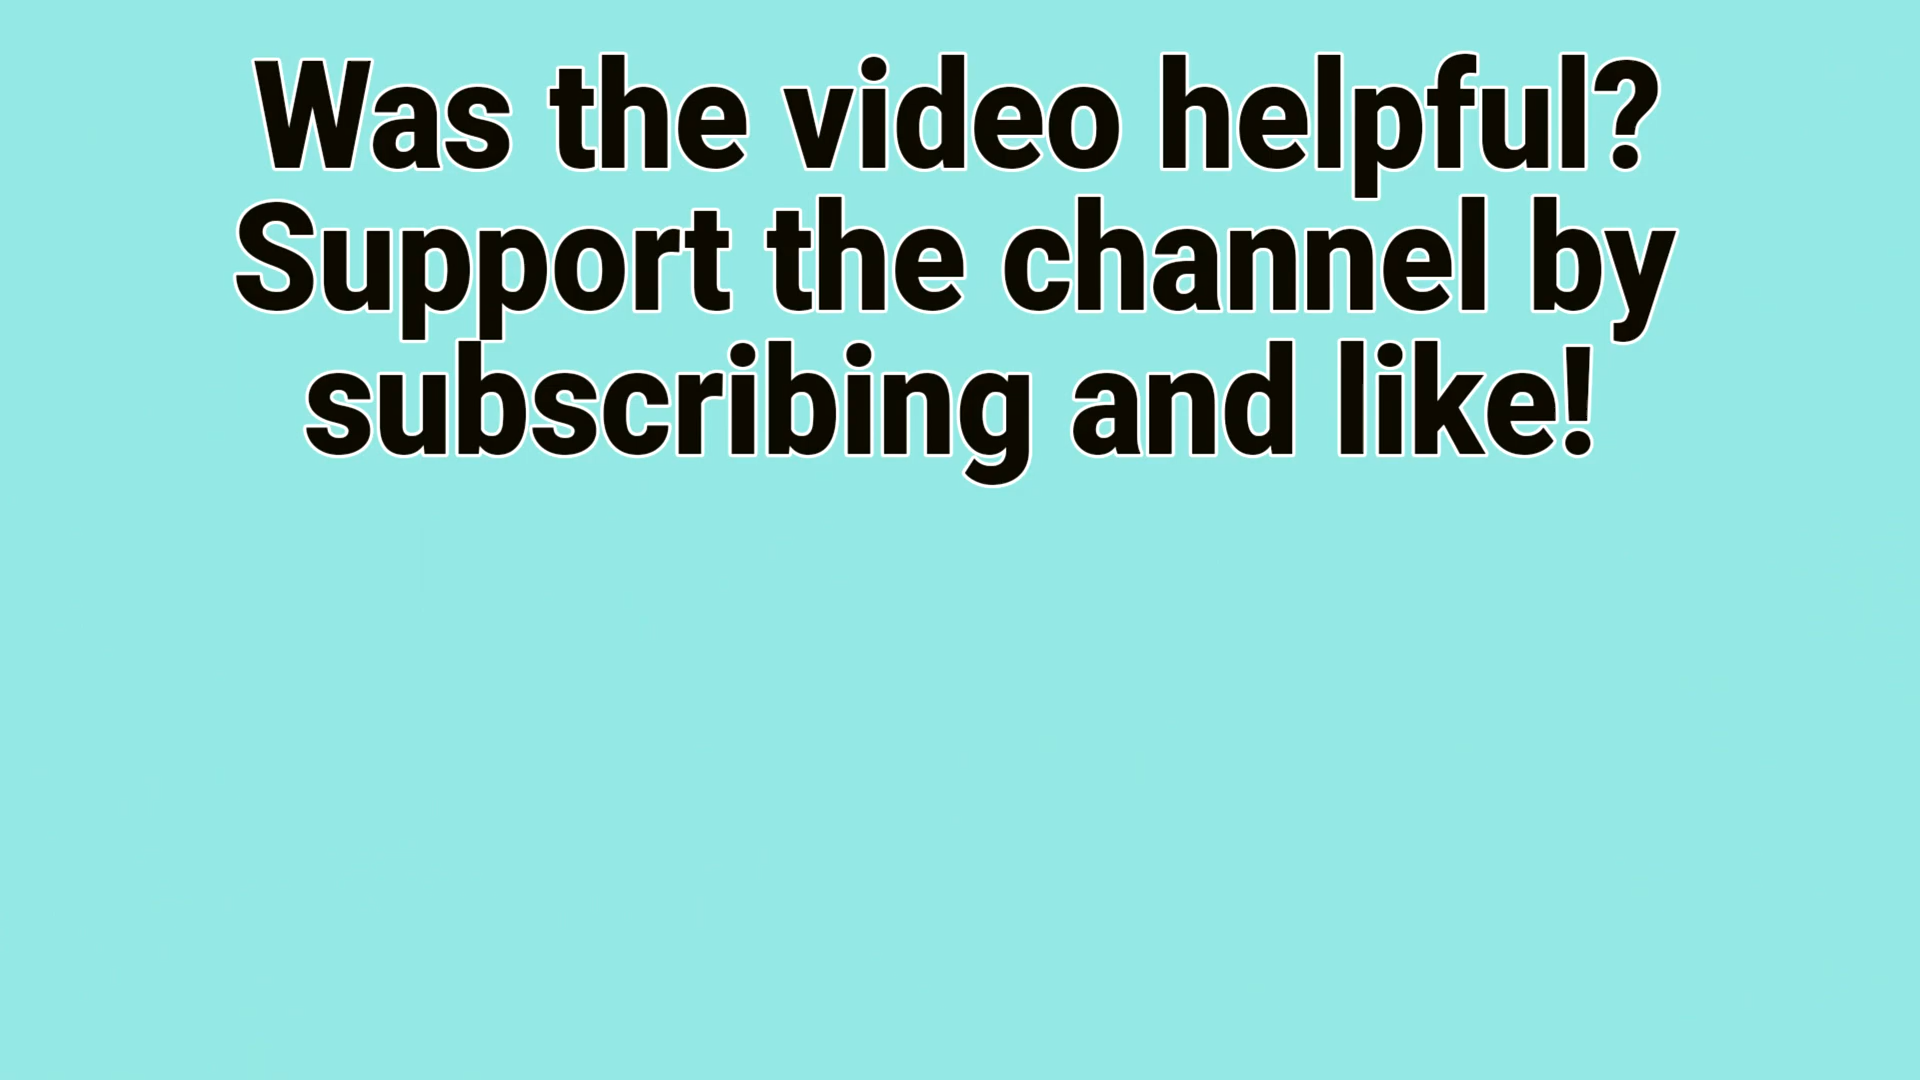 Was the video helpful?
Support the channel by
subscribing and like!